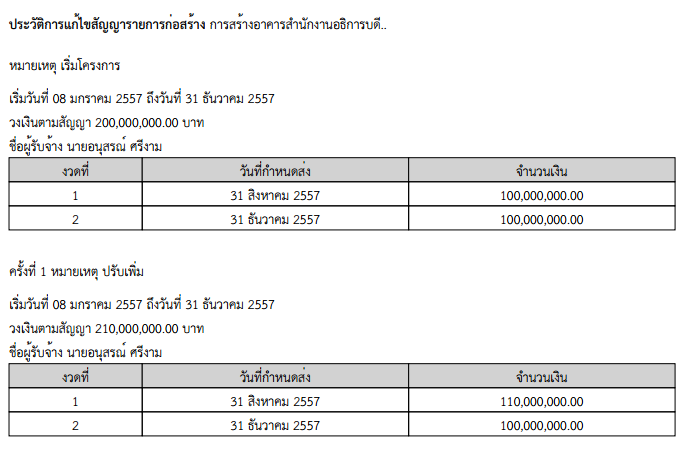 ประวัติการแก้ไขสัญญารายการก่อสร้าง การสร้างอาคารสำนักงานอธิการบดี..
หมายเหตุ เริ่มโครงการ
เริ่มวันที่ 08 มกราคม 2557 ถึงวันที่ 31 ธันวาคม 2557
วงเงินตามสัญญา 200,000,000.00 บาท
ชื่อผู้รับจ้าง นายอนุสรณ์ ศรีงาม
งวดที่ วันที่กำหนดส่ง จำนวนเงิน
1 31 สิงหาคม 2557 100,000,000.00
2 31 ธันวาคม 2557 100,000,000.00
ครั้งที่ 1 หมายเหตุ ปรับเพิ่ม
เริ่มวันที่ 08 มกราคม 2557 ถึงวันที่ 31 ธันวาคม 2557
วงเงินตามสัญญา 210,000,000.00 บาท
ชื่อผู้รับจ้าง นายอนุสรณ์ ศรีงาม
งวดที่ วันที่กำหนดส่ง จำนวนเงิน
1 31 สิงหาคม 2557 110,000,000.00
2 31 ธันวาคม 2557 100,000,000.00